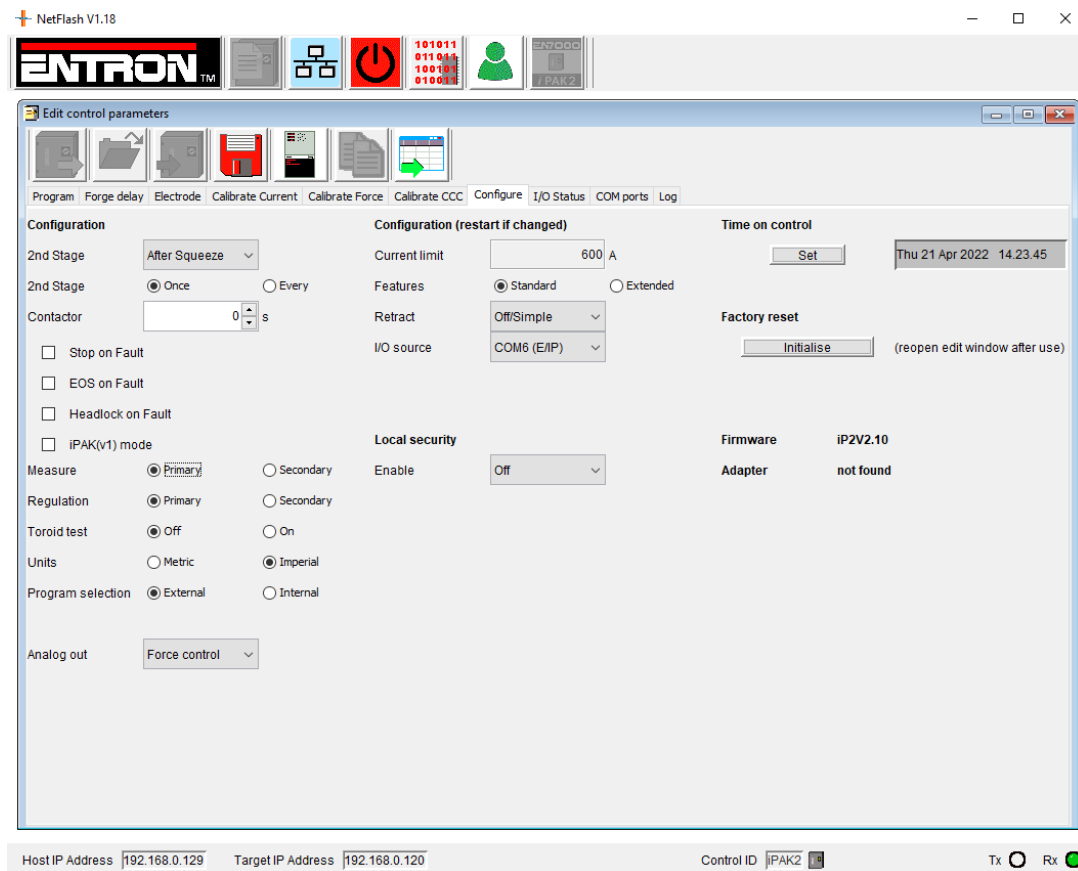 NetFlash V1.18
ENTRON TM
101011
011011
100101
010011
EN7000
iPAK2
Edit control parameters
Program Forge delay Electrode Calibrate Current Calibrate Force Calibrate CCC Configure I/O Status COM ports Log
Configuration Configuration (restart if changed) Time on control
2nd Stage After Squeeze Current limit 600 A Set Thu 21 Apr 2022 14.23.45
2nd Stage Once Every Features Standard Extended
Contactor 0 s Retract Off/Simple Factory reset
Stop on Fault I/O source COM6 (E/IP) Initialise (reopen edit window after use)
EOS on Fault
Headlock on Fault
iPAK(v1) mode Local security Firmware iP2V2.10
Measure Primary Secondary Enable Off Adapter not found
Regulation Primary Secondary
Toroid test Off On
Units Metric Imperial
Program selection External Internal
Analog out Force control
Host IP Address 192.168.0.129 Target IP Address 192.168.0.120 Control ID iPAK2 Tx Rx